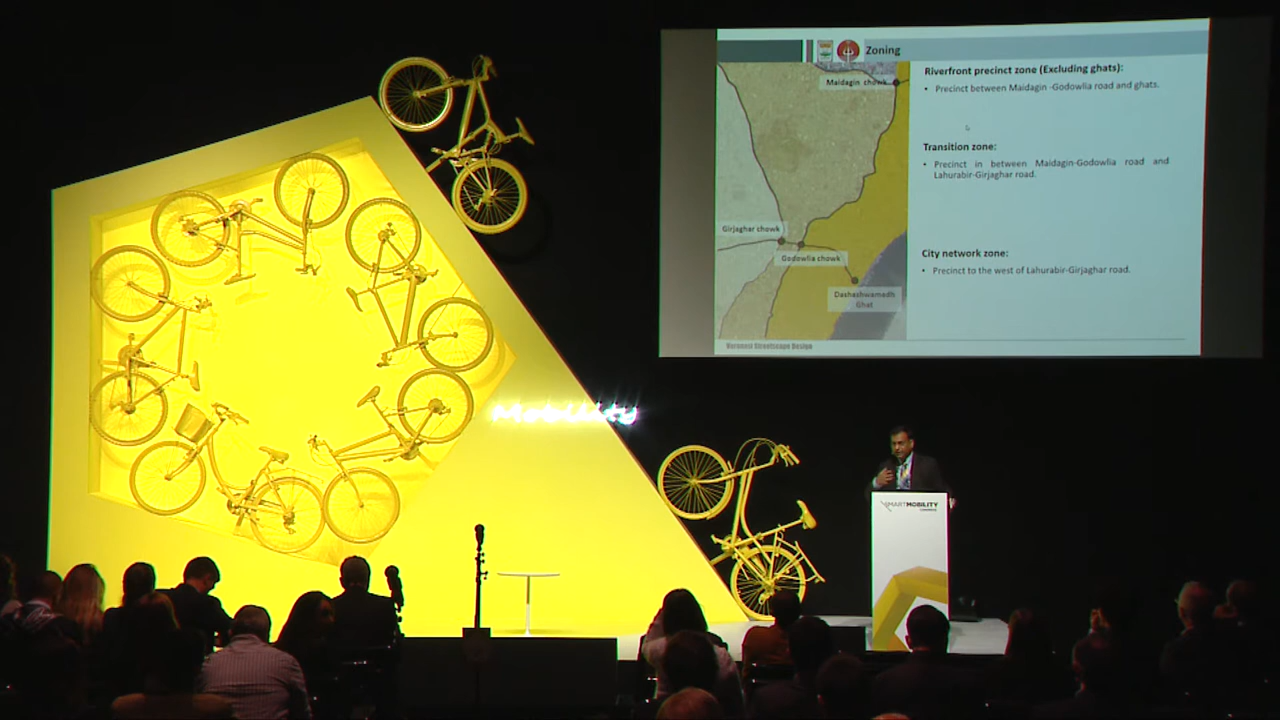 Zoning
Maidagin chowk
Girjaghar chowk
Godowlia chowk
Dashashwamedh
Ghat
Riverfront precinct zone (Excluding ghats):
• Precinct between Maidagin -Godowlia road and ghats.
Transition zone:
• Precinct in between Maidagin-Godowlia road and
Lahurabir-Girjaghar road.
City network zone:
• Precinct to the west of Lahurabir-Girjaghar road.
Varanasi Streetscape Design
Mobility
SMARTMOBILITY
CONGRESS